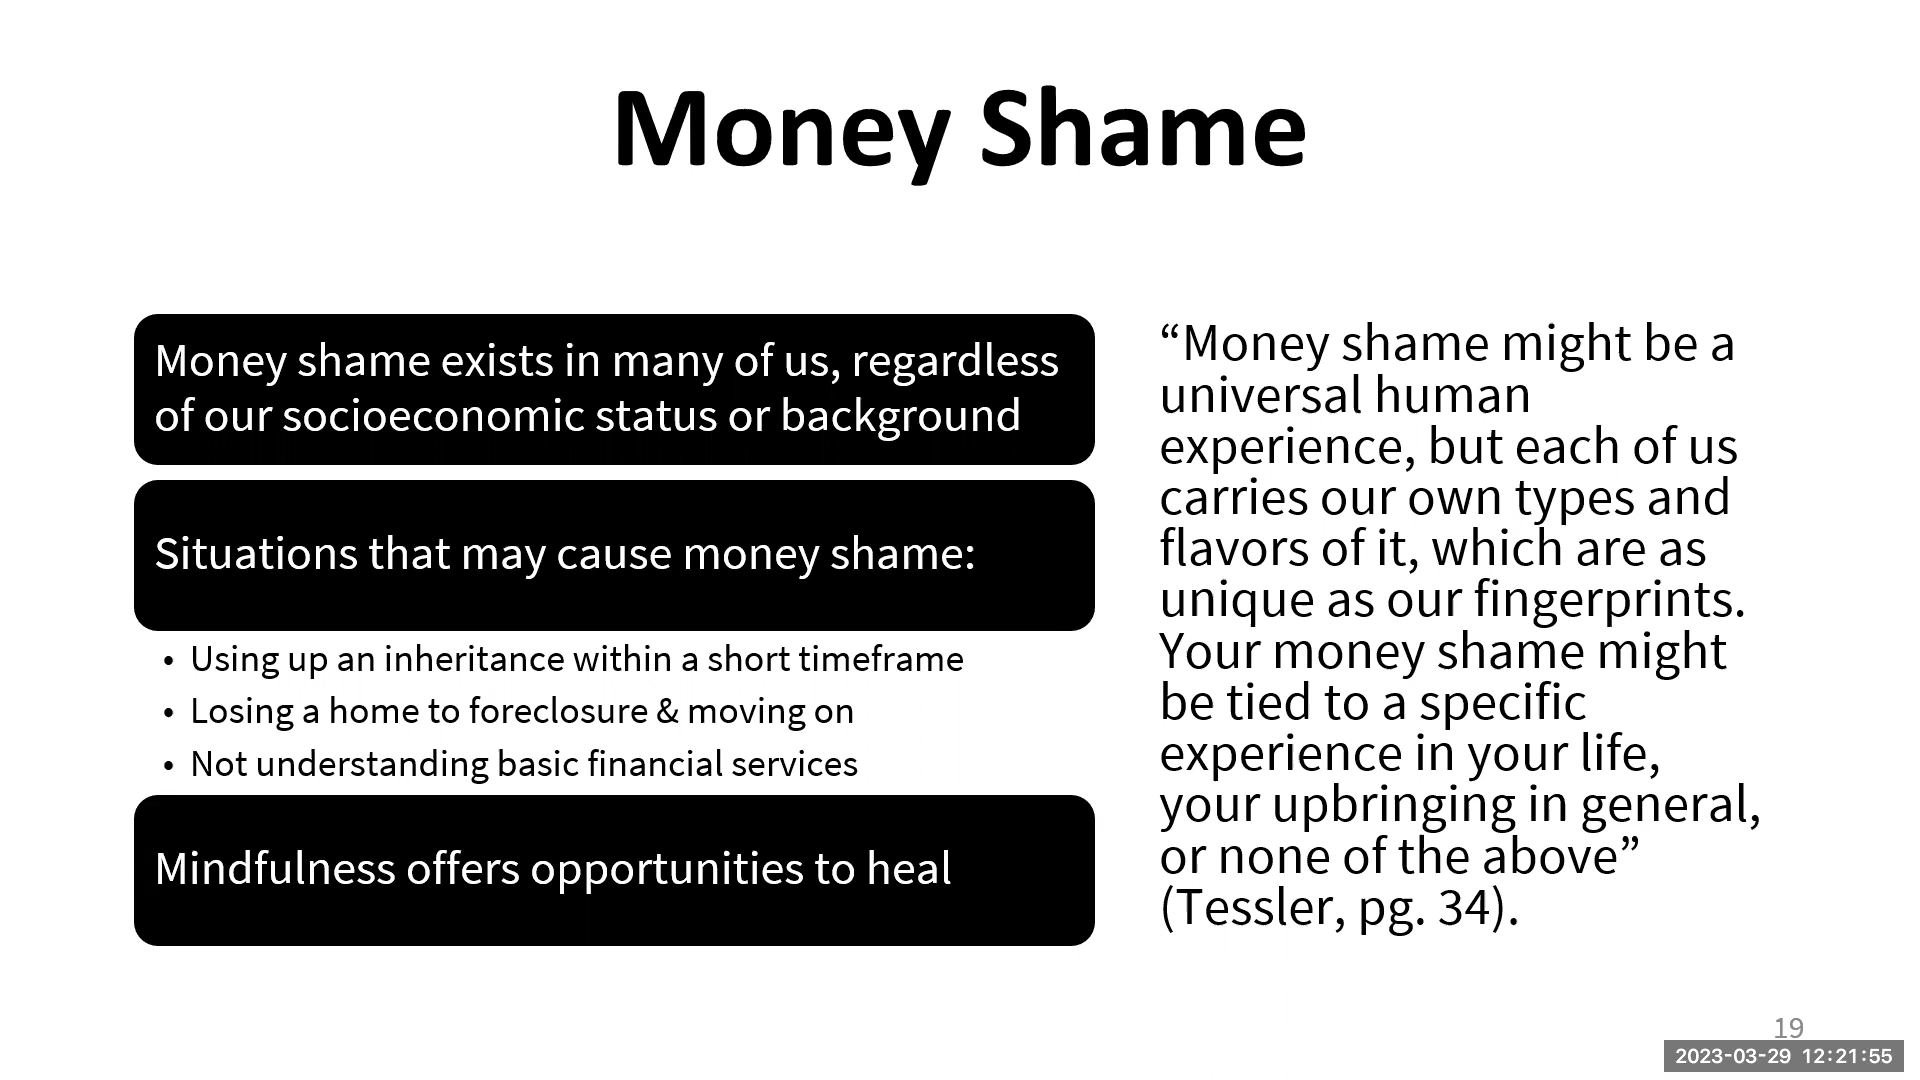 Money Shame
Money shame exists in many of us, regardless
of our socioeconomic status or background
Situations that may cause money shame:
• Using up an inheritance within a short timeframe
• Losing a home to foreclosure & moving on
• Not understanding basic financial services
Mindfulness offers opportunities to heal
“Money shame might be a
universal human
experience, but each of us
carries our own types and
flavors of it, which are as
unique as our fingerprints.
Your money shame might
be tied to a specific
experience in your life,
your upbringing in general,
or none of the above”
(Tessler, pg. 34).
19
2023-03-29 12:21:55